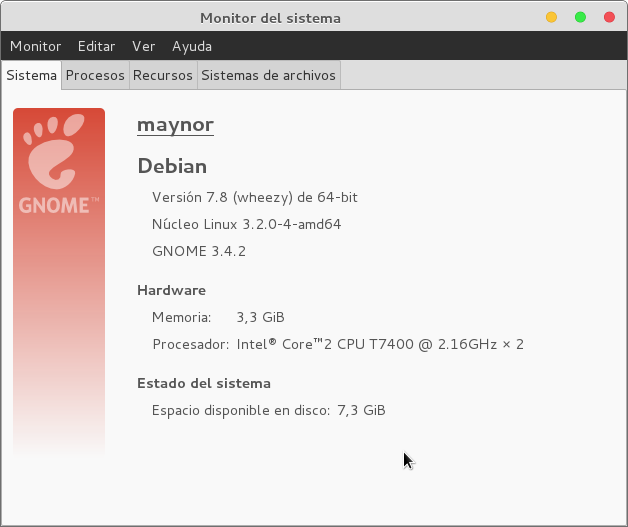 Monitor del sistema
Monitor Editar Ver Ayuda
Sistema Procesos Recursos Sistemas de archivos
GNOME™
maynor
Debian
Versión 7.8 (wheezy) de 64-bit
Núcleo Linux 3.2.0-4-amd64
GNOME 3.4.2
Hardware
Memoria: 3,3 GiB
Procesador: Intel® Core™2 CPU T7400 @ 2.16GHz × 2
Estado del sistema
Espacio disponible en disco: 7,3 GiB